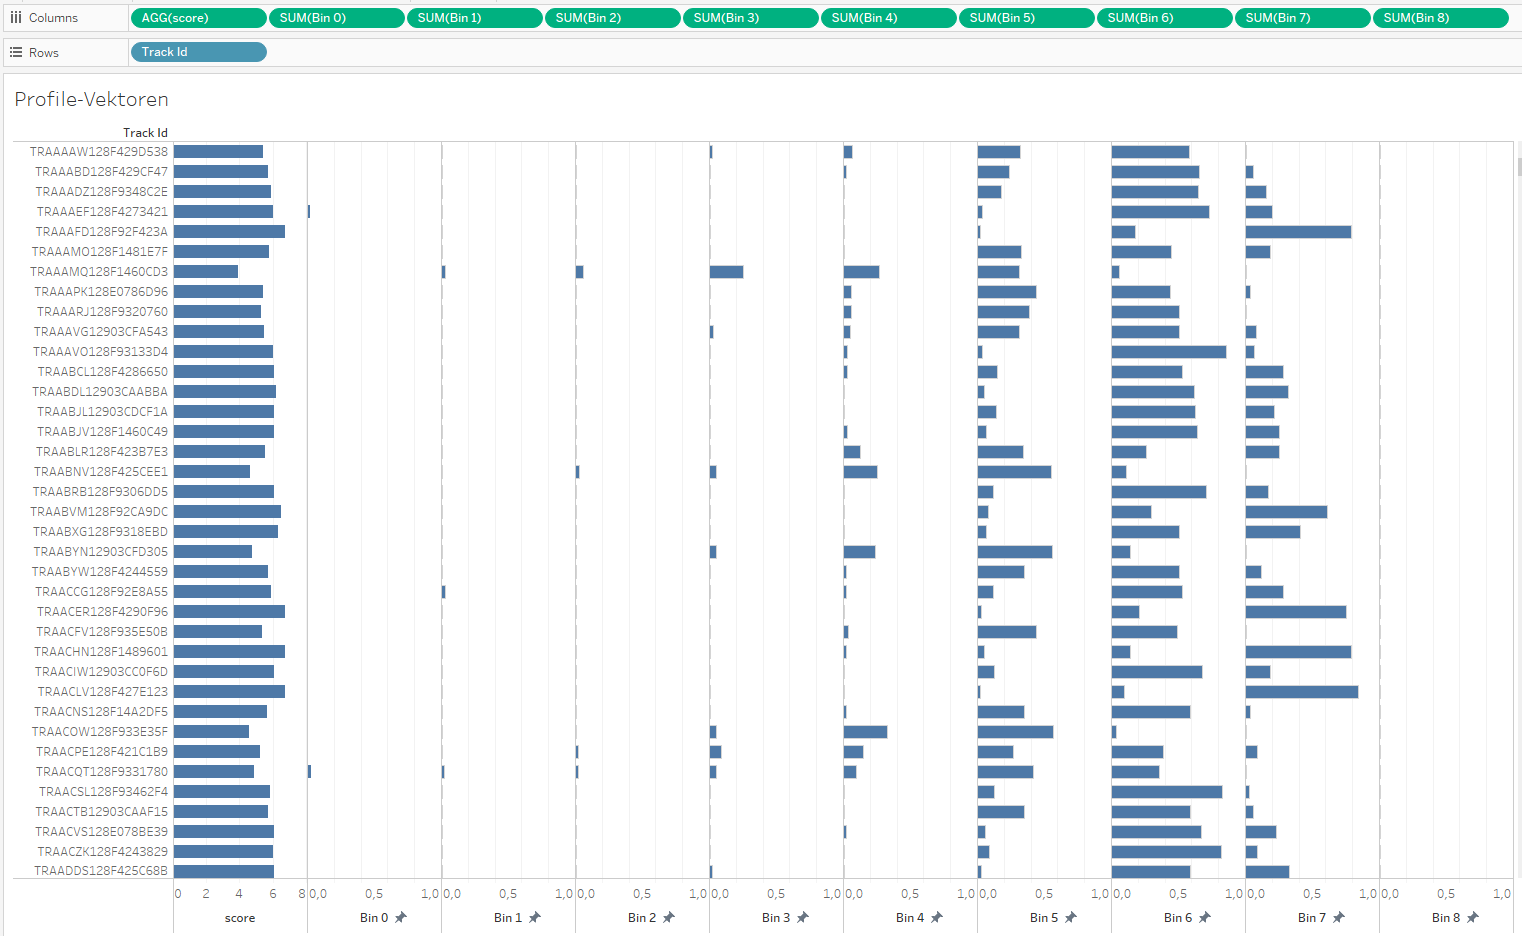 Columns AGG(score) SUM(Bin 0) SUM(Bin 1) SUM(Bin 2) SUM(Bin 3) SUM(Bin 4) SUM(Bin 5) SUM(Bin 6) SUM(Bin 7) SUM(Bin 8)
Rows Track Id
Profile-Vektoren
Track Id
TRAAAAW128F429D538
TRAAABD128F429CF47
TRAAADZ128F9348C2E
TRAAAEF128F4273421
TRAAAFD128F92F423A
TRAAAMO128F1481E7F
TRAAAMQ128F1460CD3
TRAAAPK128E0786D96
TRAAARJ128F9320760
TRAAAVG12903CFA543
TRAAAVO128F93133D4
TRAABCL128F4286650
TRAABDL12903CAABBA
TRAABJL12903CDCF1A
TRAABJV128F1460C49
TRAABLR128F423B7E3
TRAABNV128F425CEE1
TRAABRB128F9306DD5
TRAABVM128F92CA9DC
TRAABXG128F9318EBD
TRAABYN12903CFD305
TRAABYW128F4244559
TRAACCG128F92E8A55
TRAACER128F4290F96
TRAACFV128F935E50B
TRAACHN128F1489601
TRAACIW12903CC0F6D
TRAACLV128F427E123
TRAACNS128F14A2DF5
TRAACOW128F933E35F
TRAACPE128F421C1B9
TRAACQT128F9331780
TRAACSL128F93462F4
TRAACTB12903CAAF15
TRAACVS128E078BE39
TRAACZK128F4243829
TRAADDS128F425C68B
0 2 4 6 8 0,0 0,5 1,0 0,0 0,5 1,0 0,0 0,5 1,0 0,0 0,5 1,0 0,0 0,5 1,0 0,0 0,5 1,0 0,0 0,5 1,0 0,0 0,5 1,0 0,0 0,5 1,0
score Bin 0 Bin 1 Bin 2 Bin 3 Bin 4 Bin 5 Bin 6 Bin 7 Bin 8